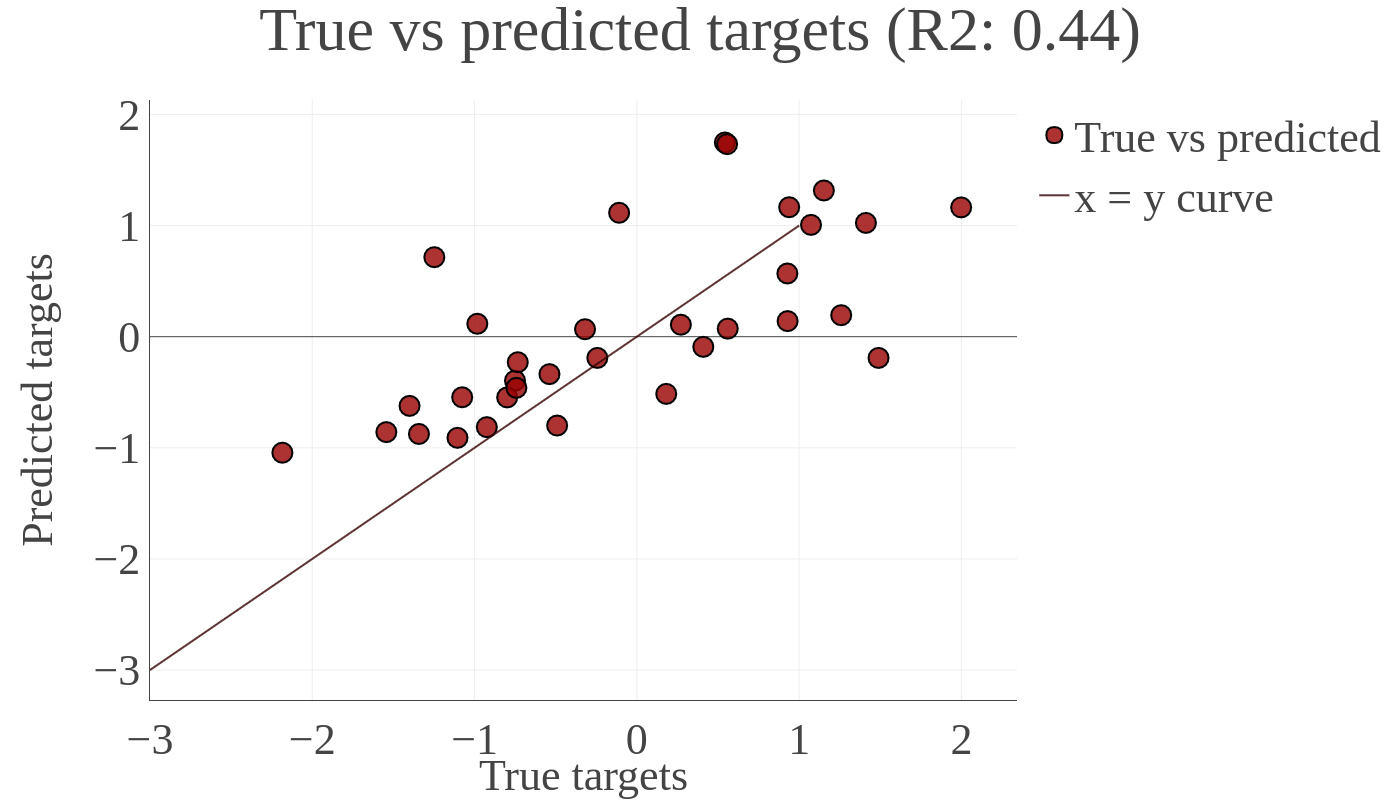 True vs predicted targets (R2: 0.44)
2
1
0
−1
−2
−3
Predicted targets
−3
−2
−1
0
1
2
True targets
True vs predicted
x = y curve